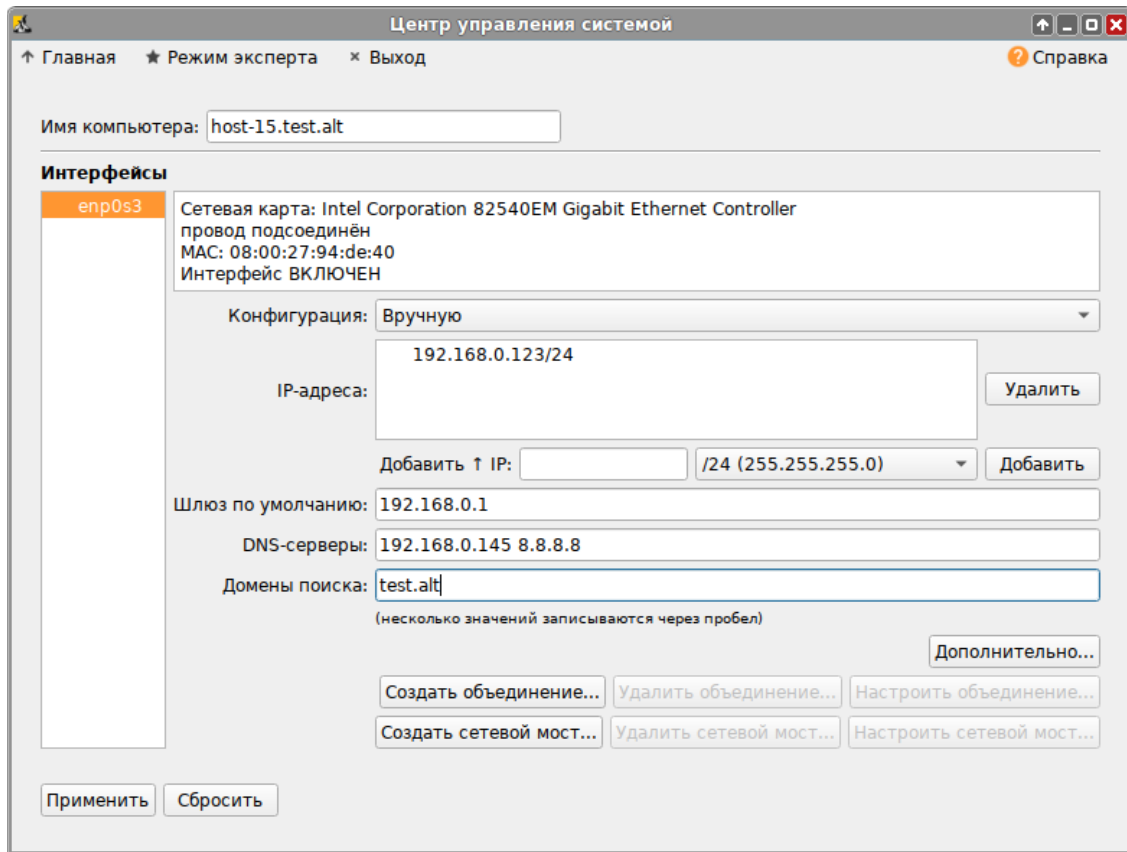 Центр управления системой
Главная Режим эксперта Выход Справка
Имя компьютера: host-15.test.alt
Интерфейсы
enp0s3
Сетевая карта: Intel Corporation 82540EM Gigabit Ethernet Controller
провод подсоединён
MAC: 08:00:27:94:de:40
Интерфейс ВКЛЮЧЕН
Конфигурация: Вручную
192.168.0.123/24
IP-адреса: Удалить
Добавить ↑ IP: /24 (255.255.255.0) Добавить
Шлюз по умолчанию: 192.168.0.1
DNS-серверы: 192.168.0.145 8.8.8.8
Домены поиска: test.alt
(несколько значений записываются через пробел)
Дополнительно...
Создать объединение... Удалить объединение... Настроить объединение...
Создать сетевой мост... Удалить сетевой мост... Настроить сетевой мост...
Применить Сбросить